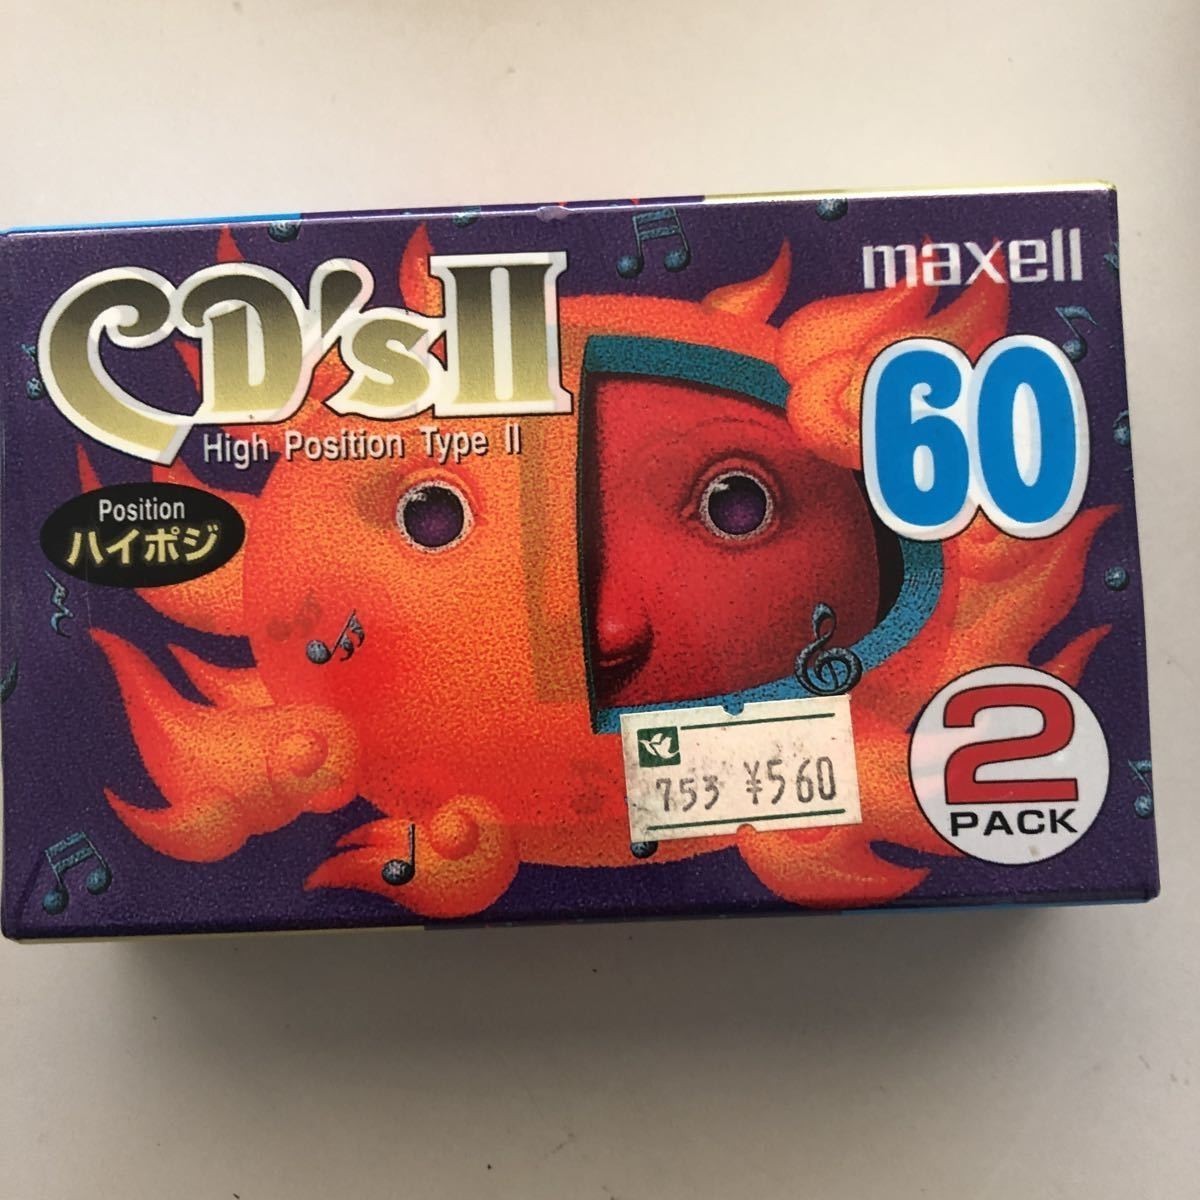 CD'sII
High Position Type II
maxell
60
Position
ハイポジ
753 ¥560
2
PACK